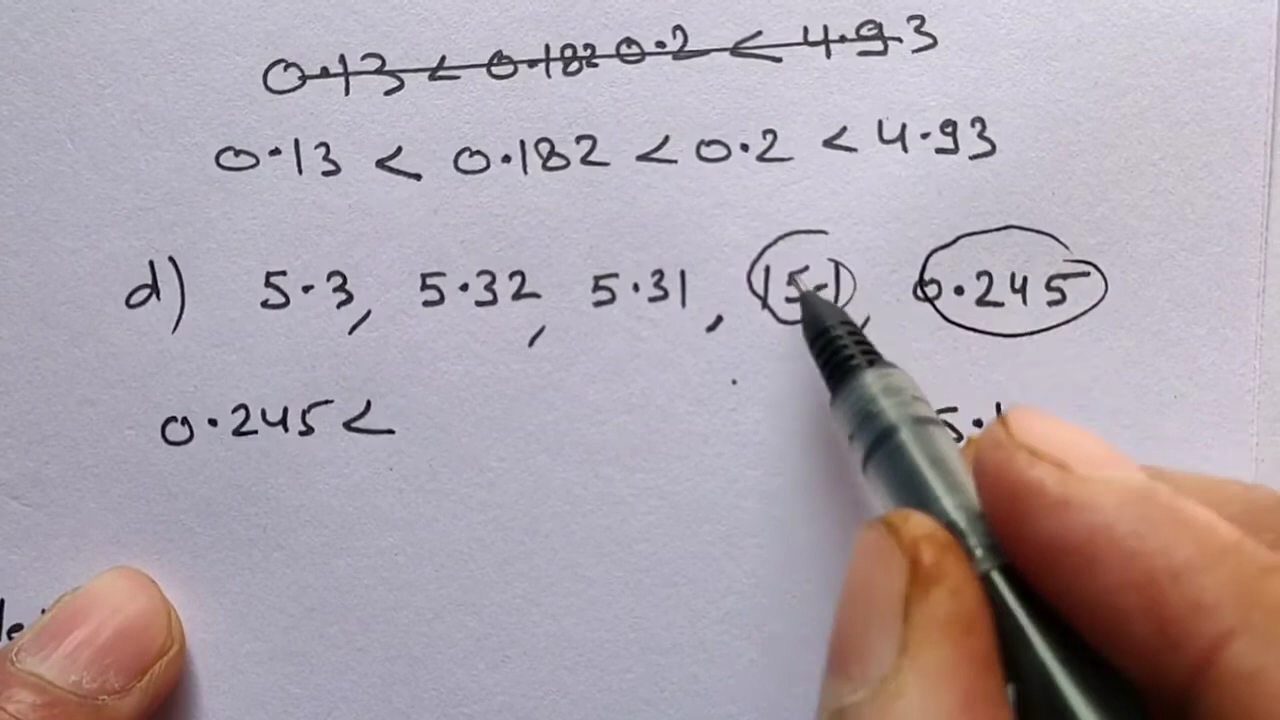 0.13 < 0.182 0.2 < 4.93
0.13 < 0.182 < 0.2 < 4.93
d) 5.3, 5.32, 5.31, 15.1, 0.245
0.245 <